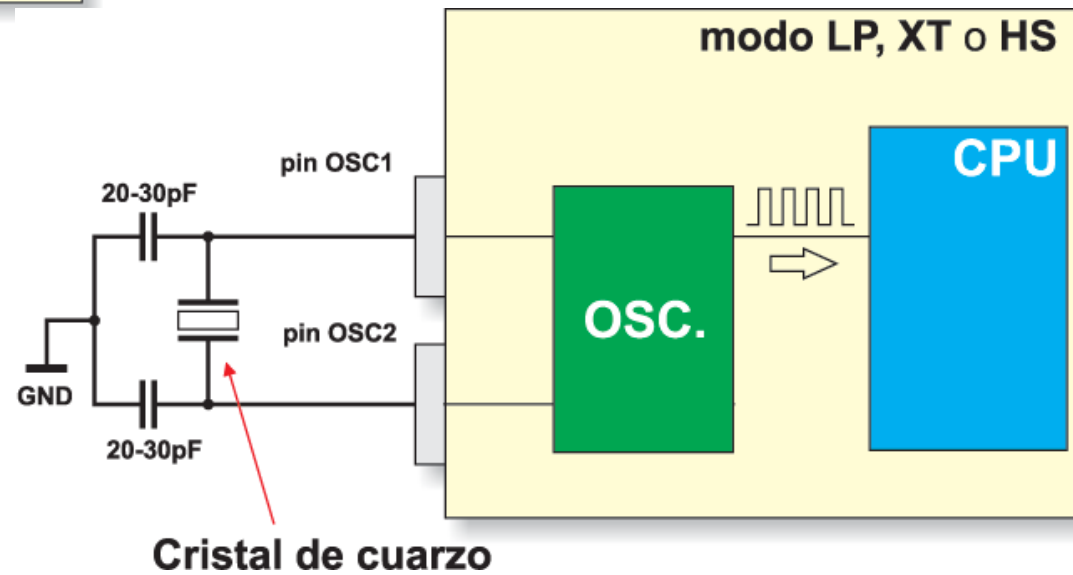 modo LP, XT o HS
CPU
pin OSC1
20-30pF
OSC.
pin OSC2
GND
20-30pF
Cristal de cuarzo